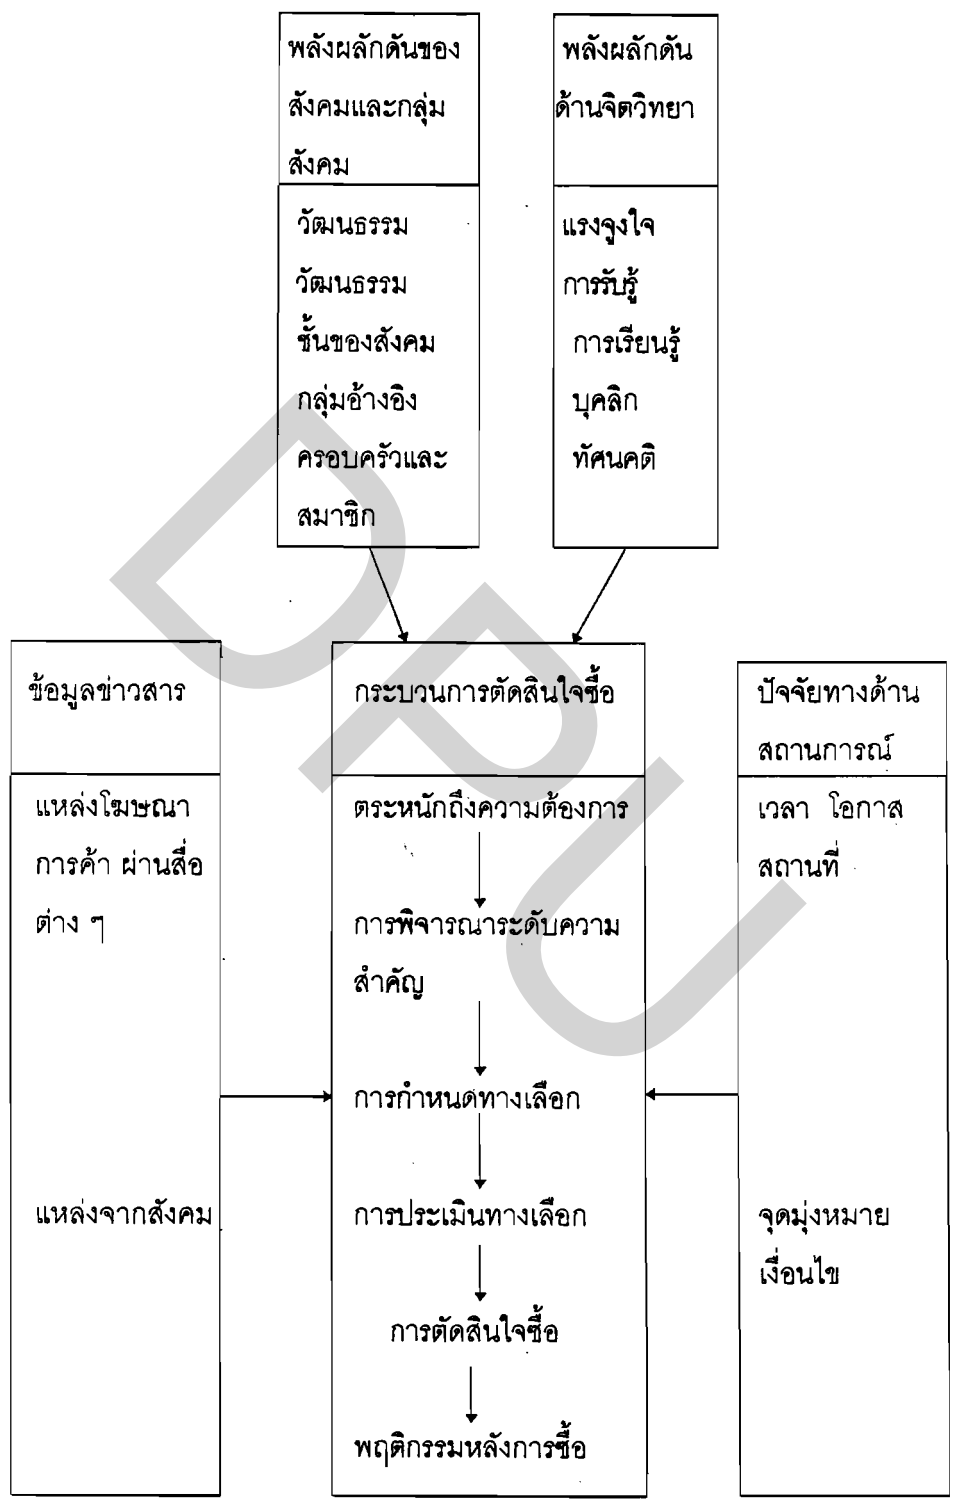 พลังผลักดันของ
สังคมและกลุ่ม
สังคม
วัฒนธรรม
วัฒนธรรม
ชั้นของสังคม
กลุ่มอ้างอิง
ครอบครัวและ
สมาชิก
พลังผลักดัน
ด้านจิตวิทยา
แรงจูงใจ
การรับรู้
การเรียนรู้
บุคลิก
ทัศนคติ
ข้อมูลข่าวสาร
แหล่งโฆษณา
การค้า ผ่านสื่อ
ต่าง ๆ
แหล่งจากสังคม
กระบวนการตัดสินใจซื้อ
ตระหนักถึงความต้องการ
การพิจารณาระดับความ
สำคัญ
การกำหนดทางเลือก
การประเมินทางเลือก
การตัดสินใจซื้อ
พฤติกรรมหลังการซื้อ
ปัจจัยทางด้าน
สถานการณ์
เวลา โอกาส
สถานที่
จุดมุ่งหมาย
เงื่อนไข
DPU